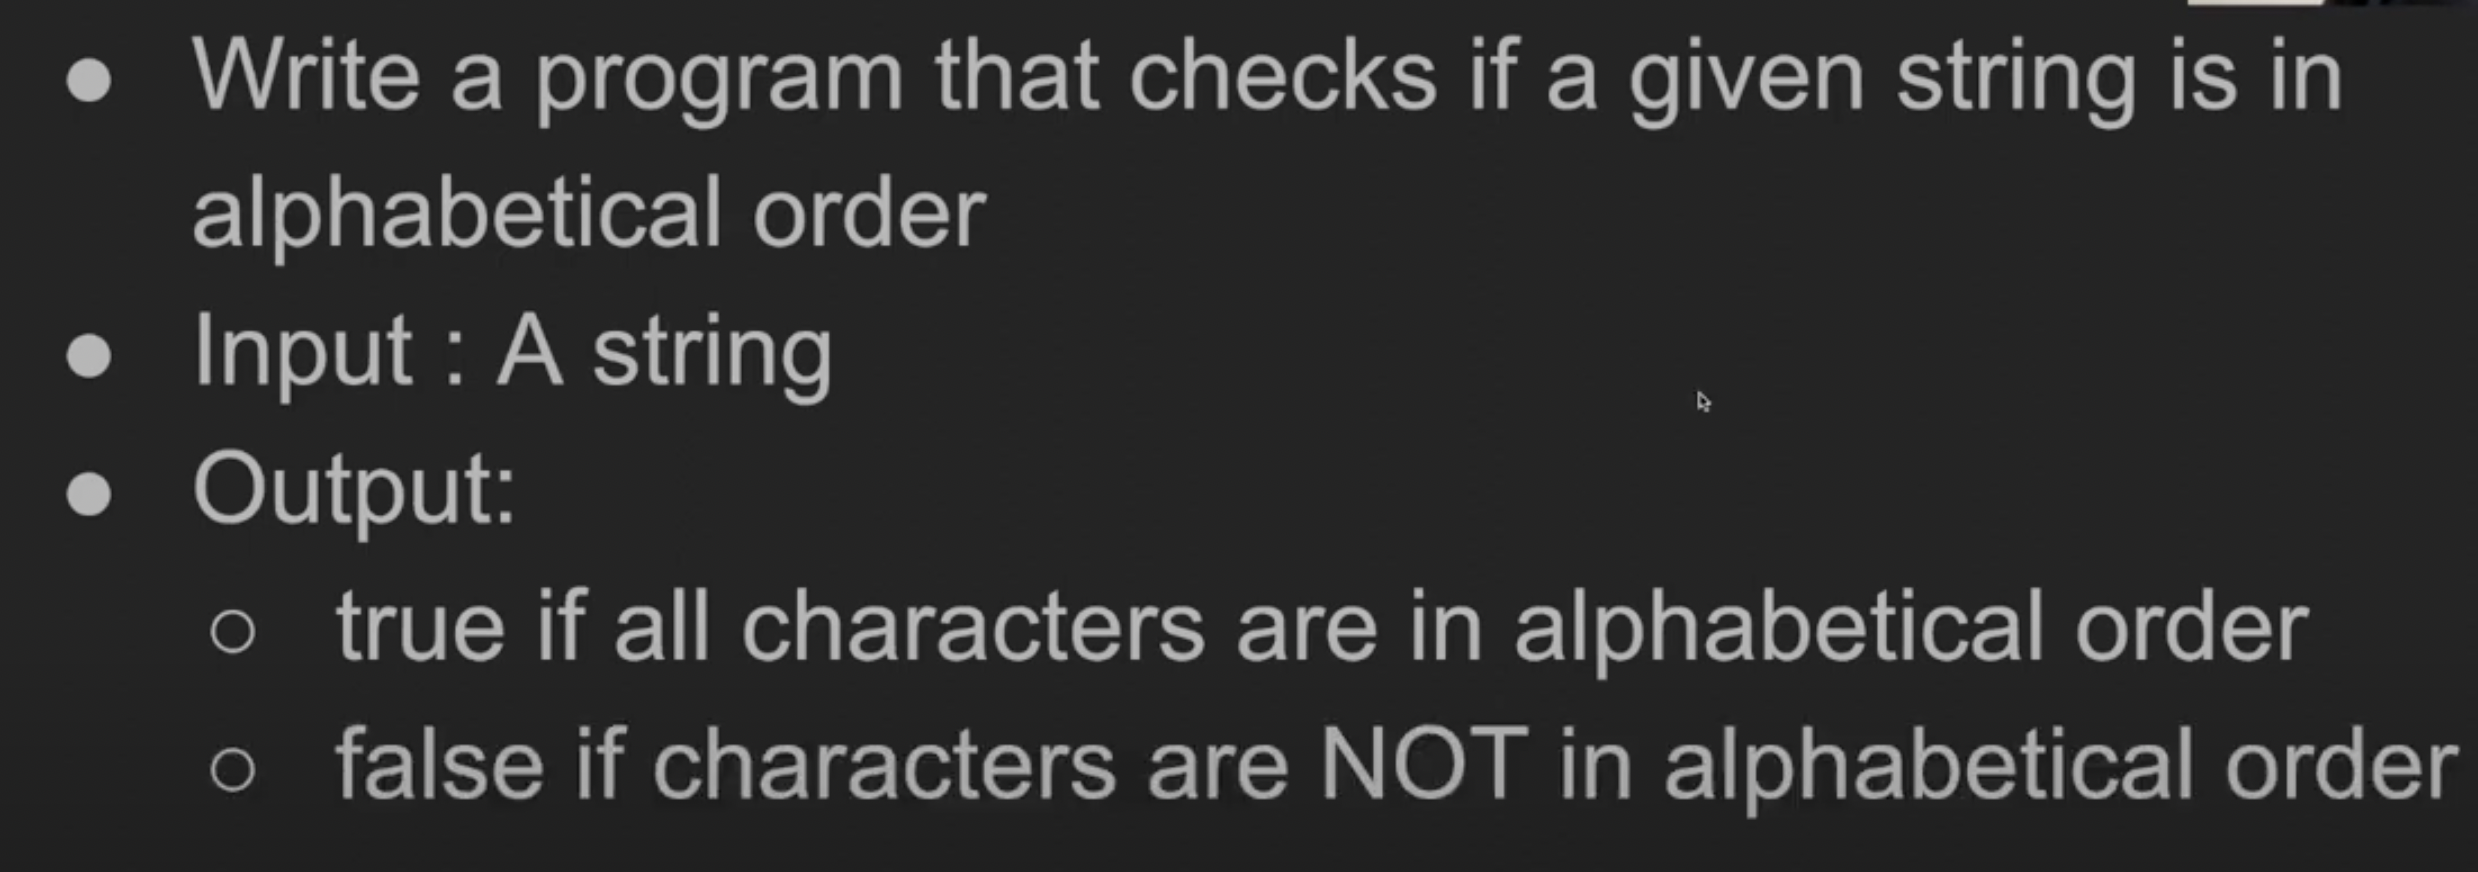 ● Write a program that checks if a given string is in
alphabetical order
● Input : A string
● Output:
○ true if all characters are in alphabetical order
○ false if characters are NOT in alphabetical order